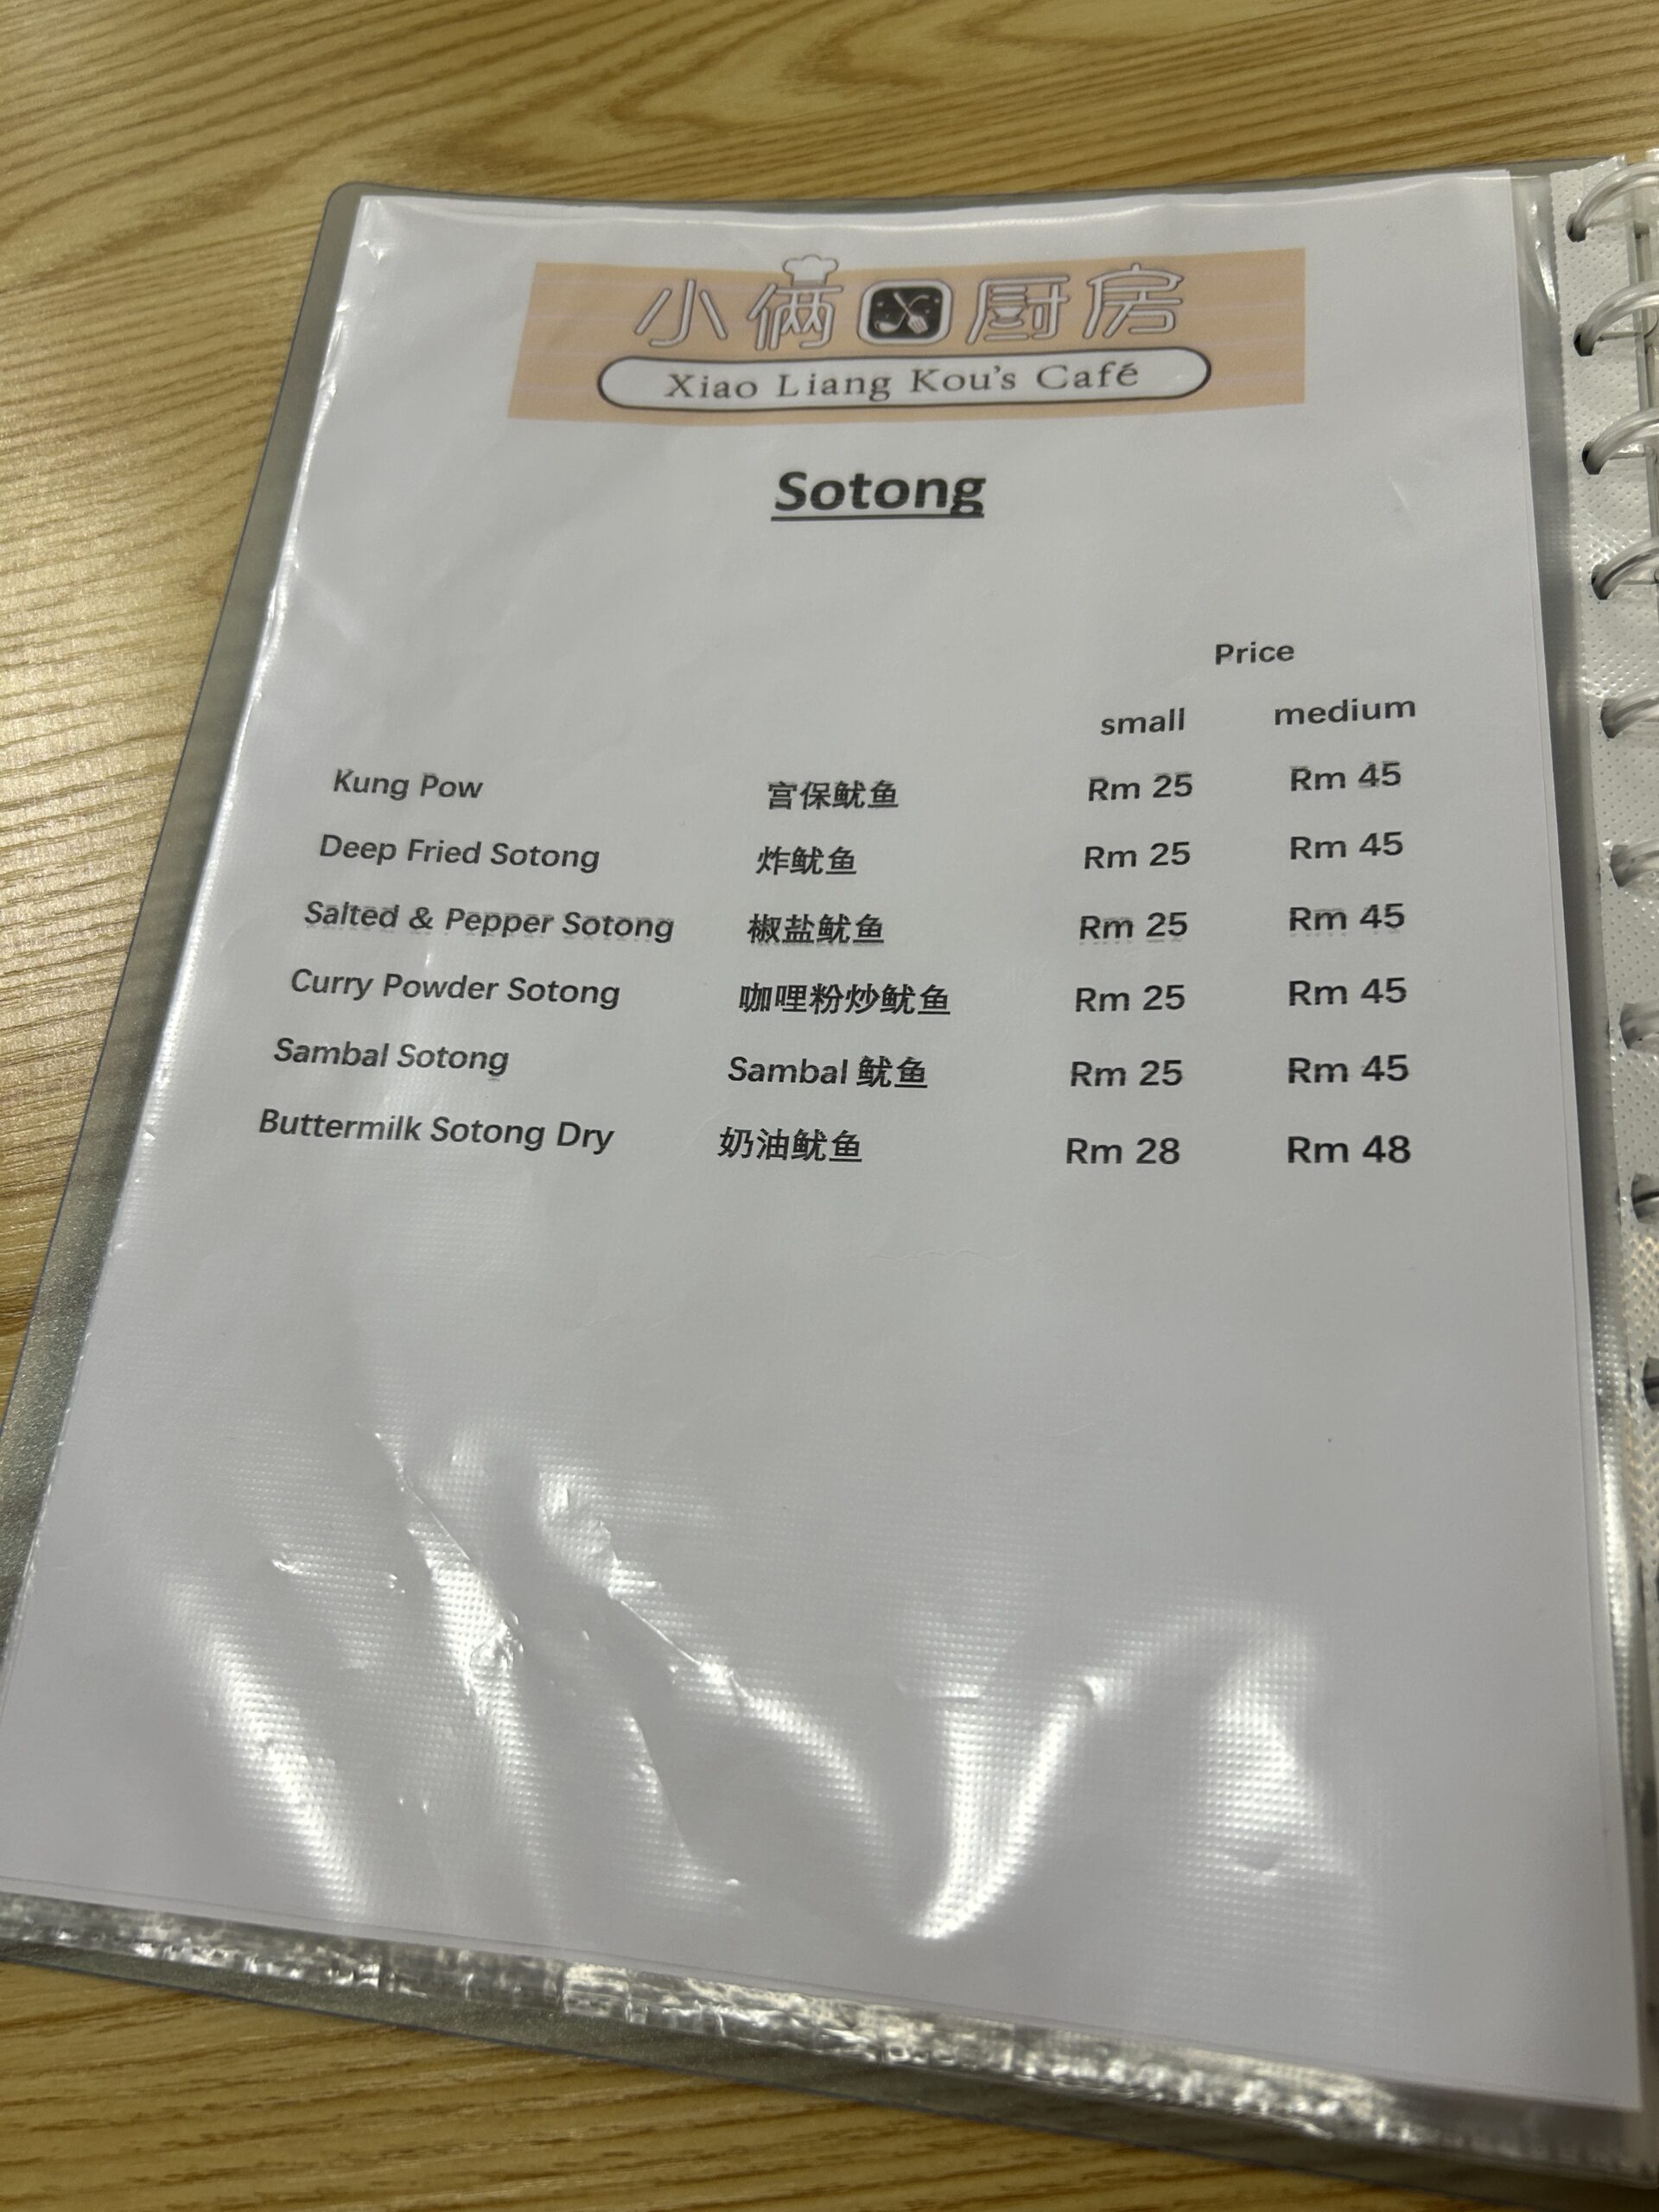 小俩口厨房
Xiao Liang Kou's Café
Sotong
Price
small medium
Kung Pow 宫保鱿鱼 Rm 25 Rm 45
Deep Fried Sotong 炸鱿鱼 Rm 25 Rm 45
Salted & Pepper Sotong 椒盐鱿鱼 Rm 25 Rm 45
Curry Powder Sotong 咖哩粉炒鱿鱼 Rm 25 Rm 45
Sambal Sotong Sambal 鱿鱼 Rm 25 Rm 45
Buttermilk Sotong Dry 奶油鱿鱼 Rm 28 Rm 48